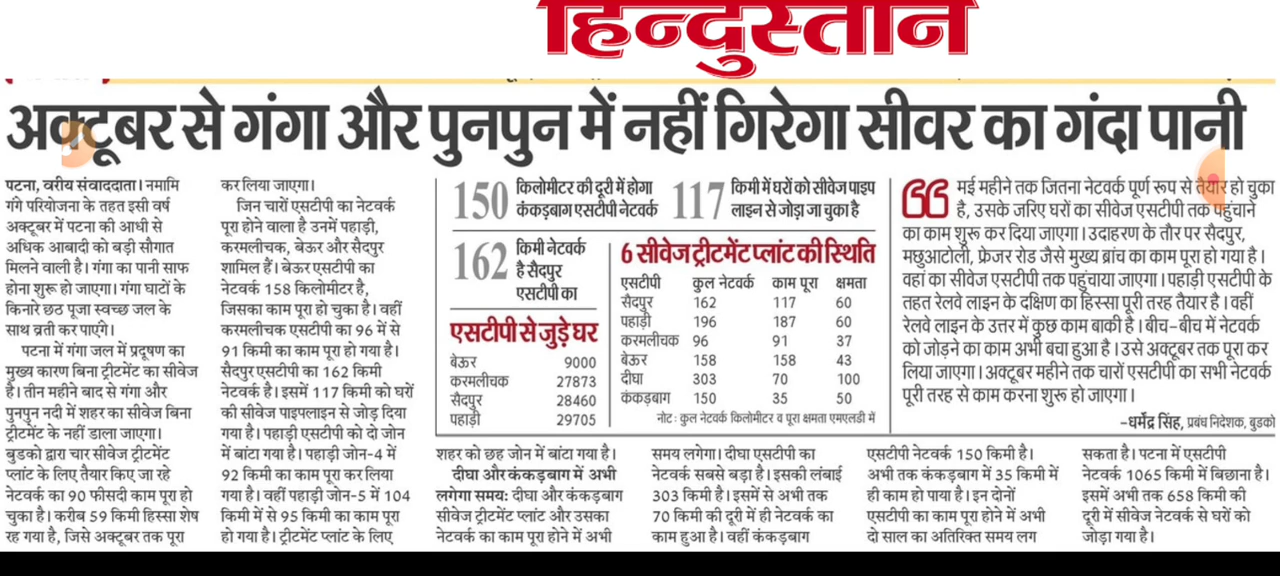 हिन्दुस्तान
अक्टूबर से गंगा और पुनपुन में नहीं गिरेगा सीवर का गंदा पानी
पटना, वरीय संवाददाता। नमामि
गंगे परियोजना के तहत इसी वर्ष
अक्टूबर में पटना की आधी से
अधिक आबादी को बड़ी सौगात
मिलने वाली है। गंगा का पानी साफ
होना शुरू हो जाएगा। गंगा घाटों के
किनारे छठ पूजा स्वच्छ जल के
साथ व्रती कर पाएंगे।
पटना में गंगा जल में प्रदूषण का
मुख्य कारण बिना ट्रीटमेंट का सीवेज
है। तीन महीने बाद से गंगा और
पुनपुन नदी में शहर का सीवेज बिना
ट्रीटमेंट के नहीं डाला जाएगा।
बुडको द्वारा चार सीवेज ट्रीटमेंट
प्लांट के लिए तैयार किए जा रहे
नेटवर्क का 90 फीसदी काम पूरा हो
चुका है। करीब 59 किमी हिस्सा शेष
रह गया है, जिसे अक्टूबर तक पूरा
कर लिया जाएगा।
जिन चारों एसटीपी का नेटवर्क
पूरा होने वाला है उनमें पहाड़ी,
करमलीचक, बेऊर और सैदपुर
शामिल हैं। बेऊर एसटीपी का
नेटवर्क 158 किलोमीटर है,
जिसका काम पूरा हो चुका है। वहीं
करमलीचक एसटीपी का 96 में से
91 किमी का काम पूरा हो गया है।
सैदपुर एसटीपी का 162 किमी
नेटवर्क है। इसमें 117 किमी को घरों
की सीवेज पाइपलाइन से जोड़ दिया
गया है। पहाड़ी एसटीपी को दो जोन
में बांटा गया है। पहाड़ी जोन-4 में
92 किमी का काम पूरा कर लिया
गया है। वहीं पहाड़ी जोन-5 में 104
किमी में से 95 किमी का काम पूरा
हो गया है। ट्रीटमेंट प्लांट के लिए
150 किलोमीटर की दूरी में होगा
कंकड़बाग एसटीपी नेटवर्क
117 किमी में घरों को सीवेज पाइप
लाइन से जोड़ा जा चुका है
162 किमी नेटवर्क
है सैदपुर
एसटीपी का
एसटीपी से जुड़े घर
बेऊर 9000
करमलीचक 27873
सैदपुर 28460
पहाड़ी 29705
6 सीवेज ट्रीटमेंट प्लांट की स्थिति
एसटीपी कुल नेटवर्क काम पूरा क्षमता
सैदपुर 162 117 60
पहाड़ी 196 187 60
करमलीचक 96 91 37
बेऊर 158 158 43
दीघा 303 70 100
कंकड़बाग 150 35 50
नोट: कुल नेटवर्क किलोमीटर व पूरा क्षमता एमएलडी में
मई महीने तक जितना नेटवर्क पूर्ण रूप से तैयार हो चुका
है, उसके जरिए घरों का सीवेज एसटीपी तक पहुंचाने
का काम शुरू कर दिया जाएगा। उदाहरण के तौर पर सैदपुर,
मछुआटोली, फ्रेजर रोड जैसे मुख्य ब्रांच का काम पूरा हो गया है।
वहां का सीवेज एसटीपी तक पहुंचाया जाएगा। पहाड़ी एसटीपी के
तहत रेलवे लाइन के दक्षिण का हिस्सा पूरी तरह तैयार है। वहीं
रेलवे लाइन के उत्तर में कुछ काम बाकी है। बीच-बीच में नेटवर्क
को जोड़ने का काम अभी बचा हुआ है। उसे अक्टूबर तक पूरा कर
लिया जाएगा। अक्टूबर महीने तक चारों एसटीपी का सभी नेटवर्क
पूरी तरह से काम करना शुरू हो जाएगा।
-धर्मेंद्र सिंह, प्रबंध निदेशक, बुडको
शहर को छह जोन में बांटा गया है।
दीघा और कंकड़बाग में अभी
लगेगा समय: दीघा और कंकड़बाग
सीवेज ट्रीटमेंट प्लांट और उसका
नेटवर्क का काम पूरा होने में अभी
समय लगेगा। दीघा एसटीपी का
नेटवर्क सबसे बड़ा है। इसकी लंबाई
303 किमी है। इसमें से अभी तक
70 किमी की दूरी में ही नेटवर्क का
काम हुआ है। वहीं कंकड़बाग
एसटीपी नेटवर्क 150 किमी है।
अभी तक कंकड़बाग में 35 किमी में
ही काम हो पाया है। इन दोनों
एसटीपी का काम पूरा होने में अभी
दो साल का अतिरिक्त समय लग
सकता है। पटना में एसटीपी
नेटवर्क 1065 किमी में बिछाना है।
इसमें अभी तक 658 किमी की
दूरी में सीवेज नेटवर्क से घरों को
जोड़ा गया है।